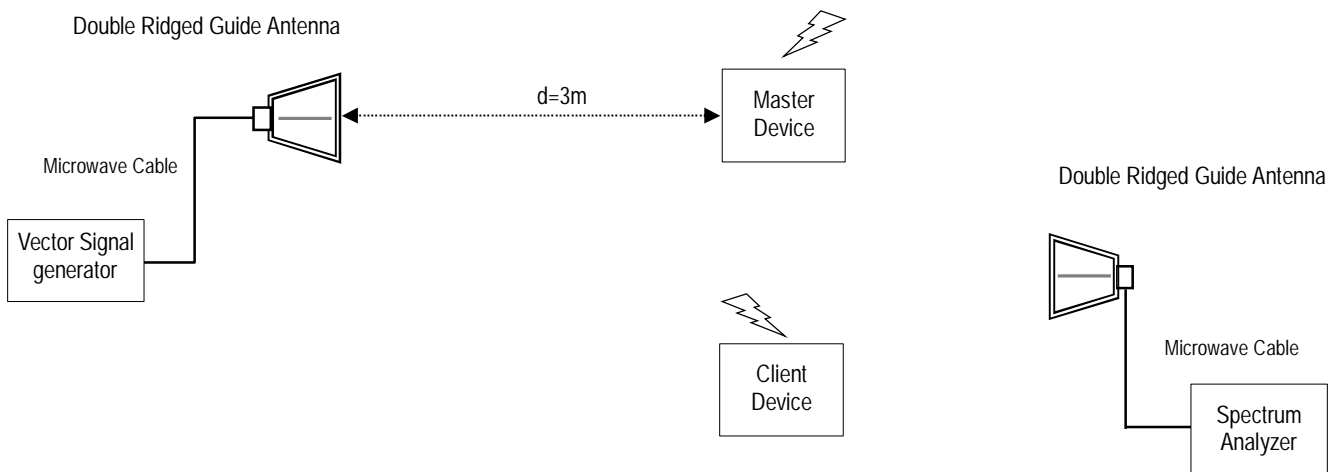 Double Ridged Guide Antenna
d=3m
Master
Device
Microwave Cable
Double Ridged Guide Antenna
Vector Signal
generator
Client
Device
Microwave Cable
Spectrum
Analyzer